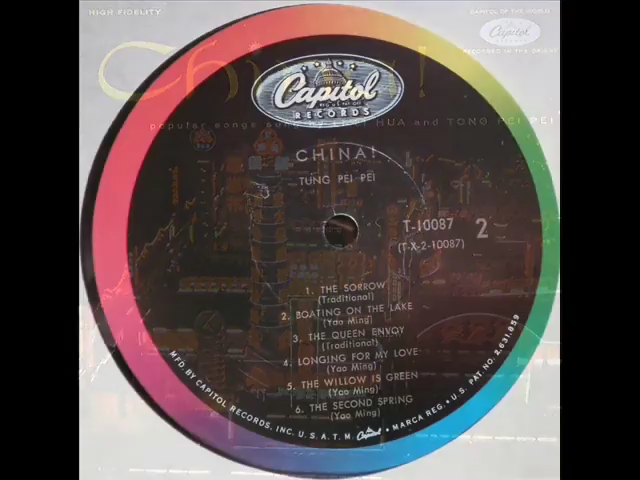 HIGH FIDELITY
CAPITOL OF THE WORLD
Capitol
RECORDED IN THE ORIENT
China!
popular songs sung by HUA and TONG PEI PEI
Capitol
RECORDS
CHINA!
TUNG PEI PEI
T-10087
(T-X-2-10087)
2
1. THE SORROW
(Traditional)
2. BOATING ON THE LAKE
(Yao Ming)
3. THE QUEEN ENVOY
(Traditional)
4. LONGING FOR MY LOVE
(Yao Ming)
5. THE WILLOW IS GREEN
(Yao Ming)
6. THE SECOND SPRING
(Yao Ming)
MFD BY CAPITOL RECORDS, INC. U. S. A. T. M. Capitol MARCA REG. • U.S. PAT. NO. 2,631,859